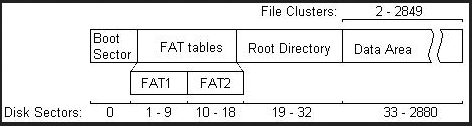 File Clusters: 2 - 2849
Boot Sector
FAT tables
Root Directory
Data Area
FAT1
FAT2
Disk Sectors: 0 1 - 9 10 - 18 19 - 32 33 - 2880